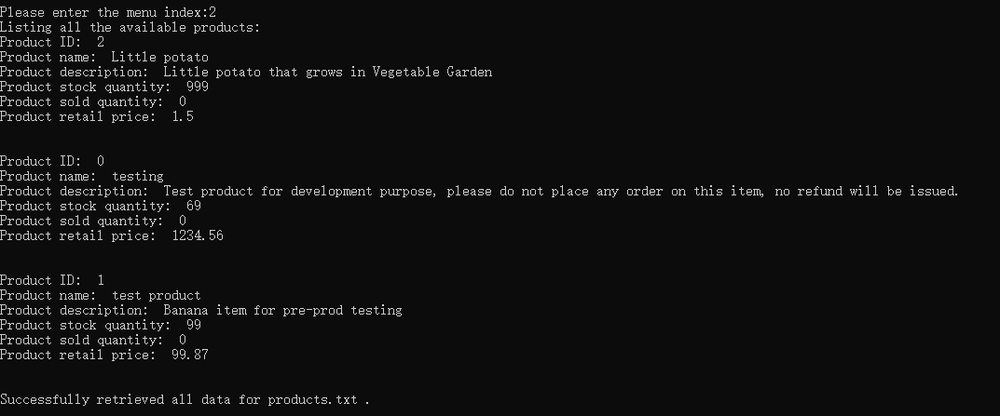 Please enter the menu index:2
Listing all the available products:
Product ID:  2
Product name:  Little potato
Product description:  Little potato that grows in Vegetable Garden
Product stock quantity:  999
Product sold quantity:  0
Product retail price:  1.5
Product ID:  0
Product name:  testing
Product description:  Test product for development purpose, please do not place any order on this item, no refund will be issued.
Product stock quantity:  69
Product sold quantity:  0
Product retail price:  1234.56
Product ID:  1
Product name:  test product
Product description:  Banana item for pre-prod testing
Product stock quantity:  99
Product sold quantity:  0
Product retail price:  99.87
Successfully retrieved all data for products.txt .